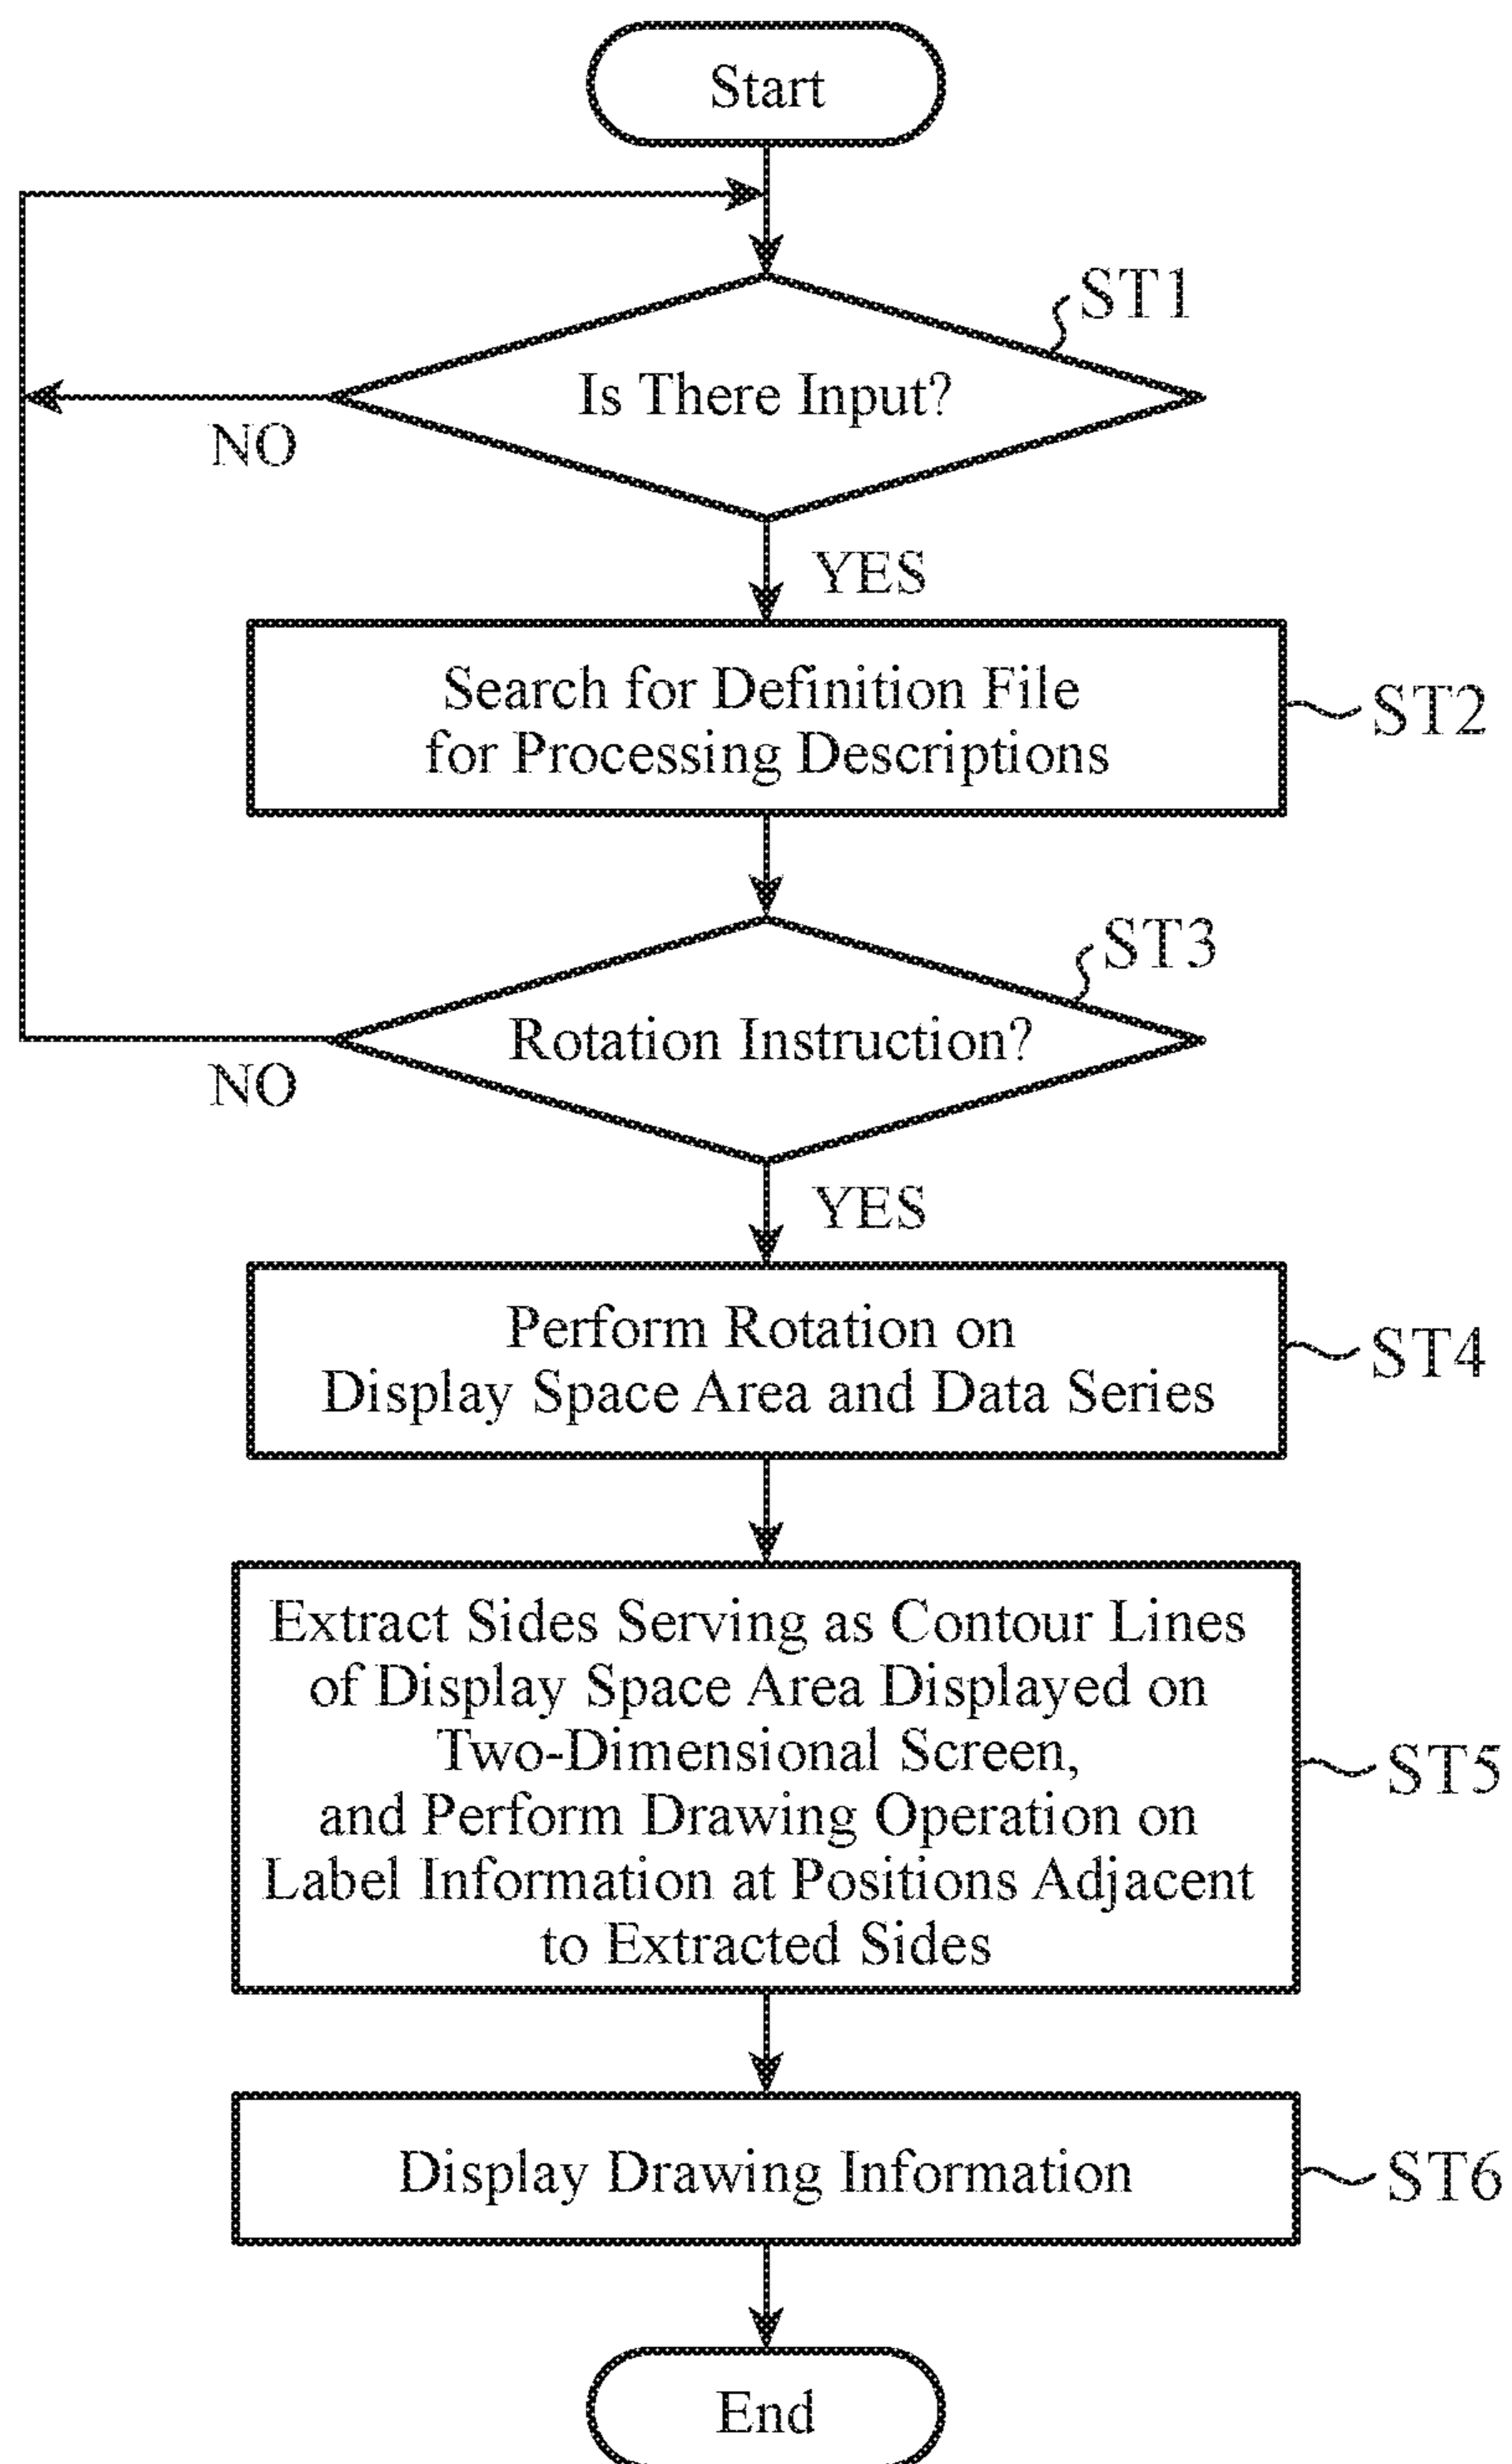 Start
ST1
Is There Input?
NO
YES
Search for Definition File
for Processing Descriptions
ST2
ST3
Rotation Instruction?
NO
YES
Perform Rotation on
Display Space Area and Data Series
ST4
Extract Sides Serving as Contour Lines
of Display Space Area Displayed on
Two-Dimensional Screen,
and Perform Drawing Operation on
Label Information at Positions Adjacent
to Extracted Sides
ST5
Display Drawing Information
ST6
End